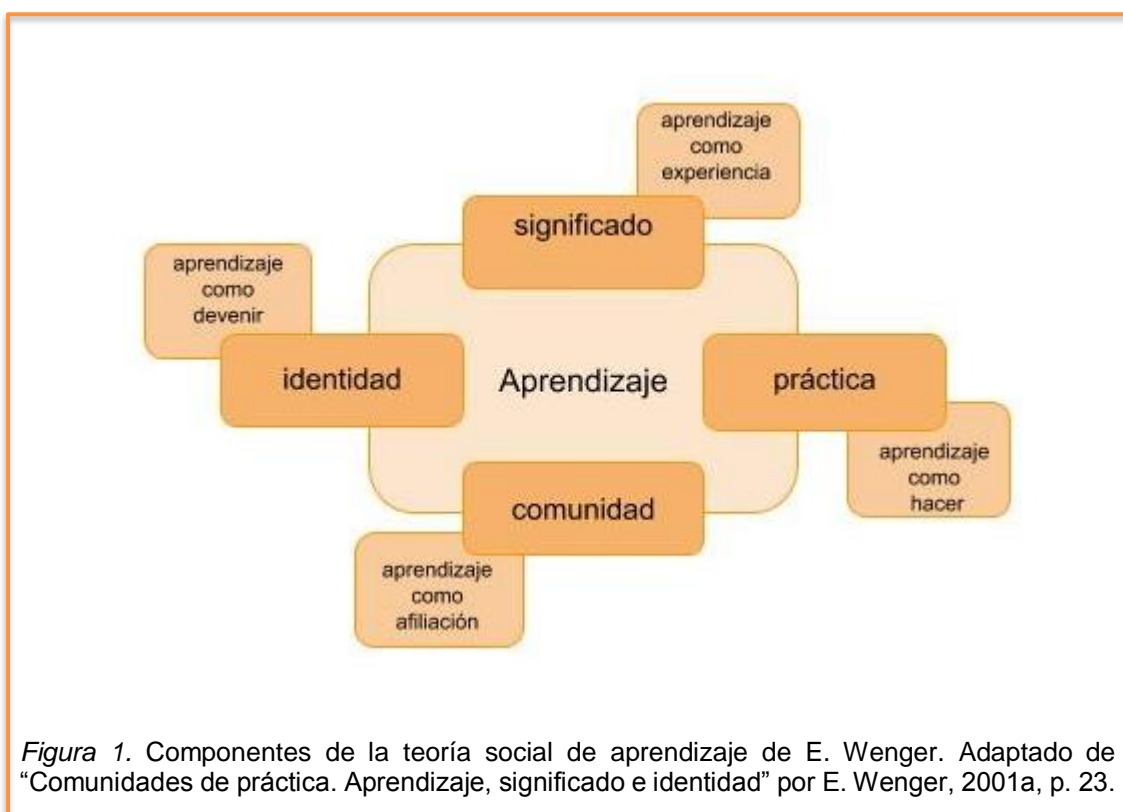 aprendizaje
como
experiencia
significado
aprendizaje
como
devenir
identidad
Aprendizaje
práctica
aprendizaje
como
hacer
comunidad
aprendizaje
como
afiliación
Figura 1. Componentes de la teoría social de aprendizaje de E. Wenger. Adaptado de
“Comunidades de práctica. Aprendizaje, significado e identidad” por E. Wenger, 2001a, p. 23.